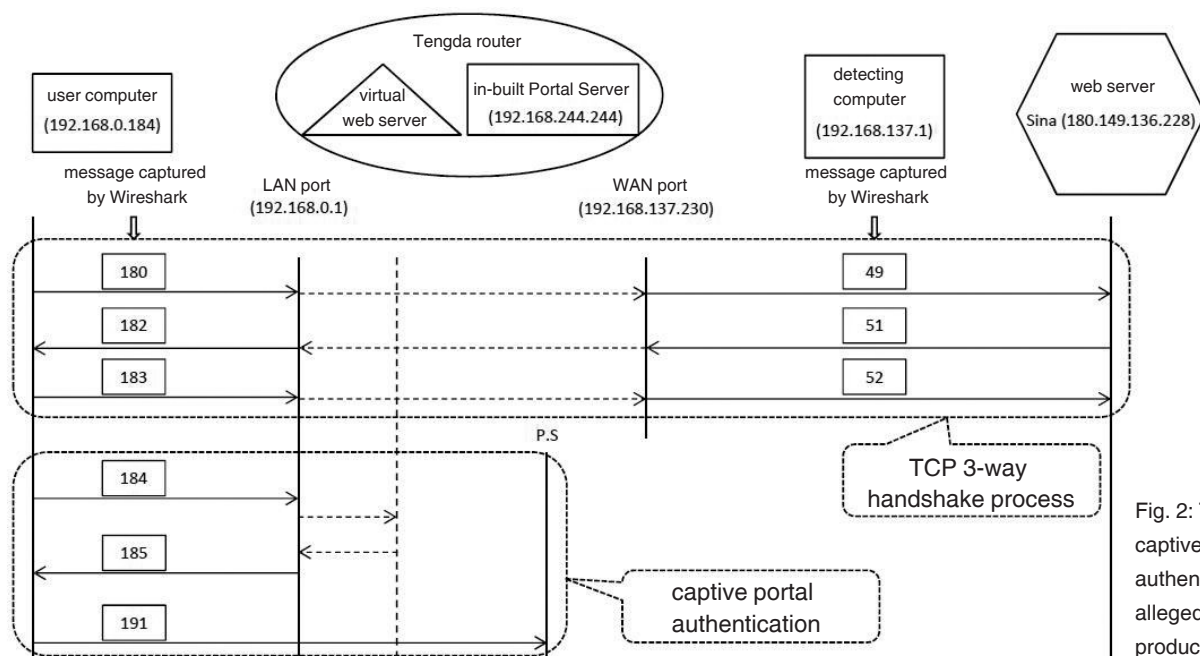 Tengda router
user computer
(192.168.0.184)
virtual
web server
in-built Portal Server
(192.168.244.244)
detecting
computer
(192.168.137.1)
web server
Sina (180.149.136.228)
message captured
by Wireshark
LAN port
(192.168.0.1)
WAN port
(192.168.137.230)
message captured
by Wireshark
180
49
182
51
183
52
P.S
TCP 3-way
handshake process
184
185
191
captive portal
authentication
Fig. 2:
captive
authen
alleged
produc